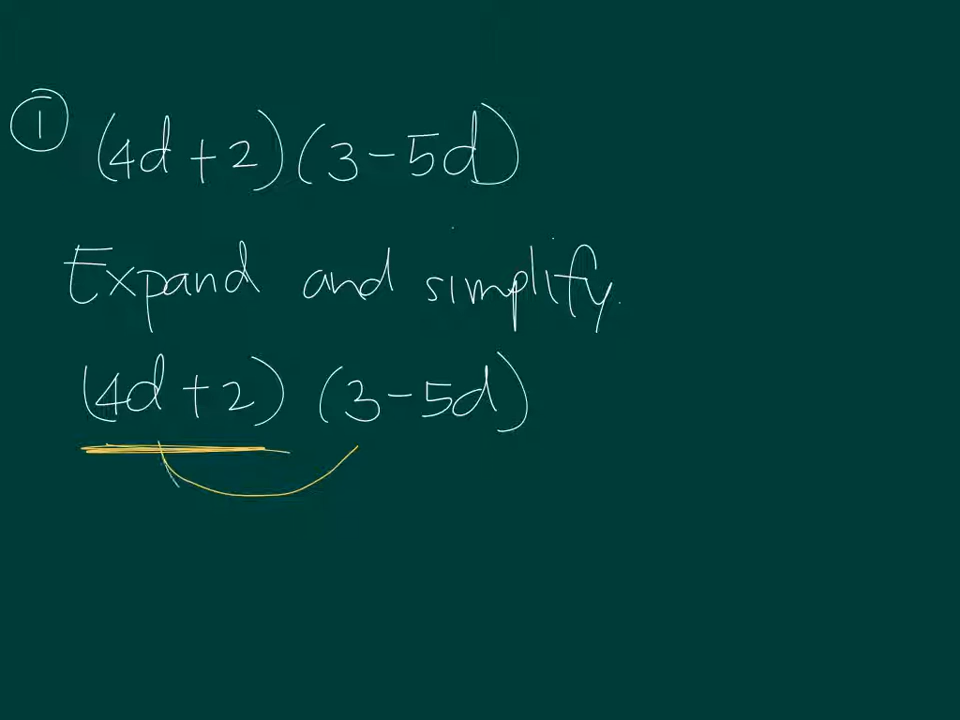 ① (4d+2)(3-5d)
Expand and simplify.
(4d+2) (3-5d)